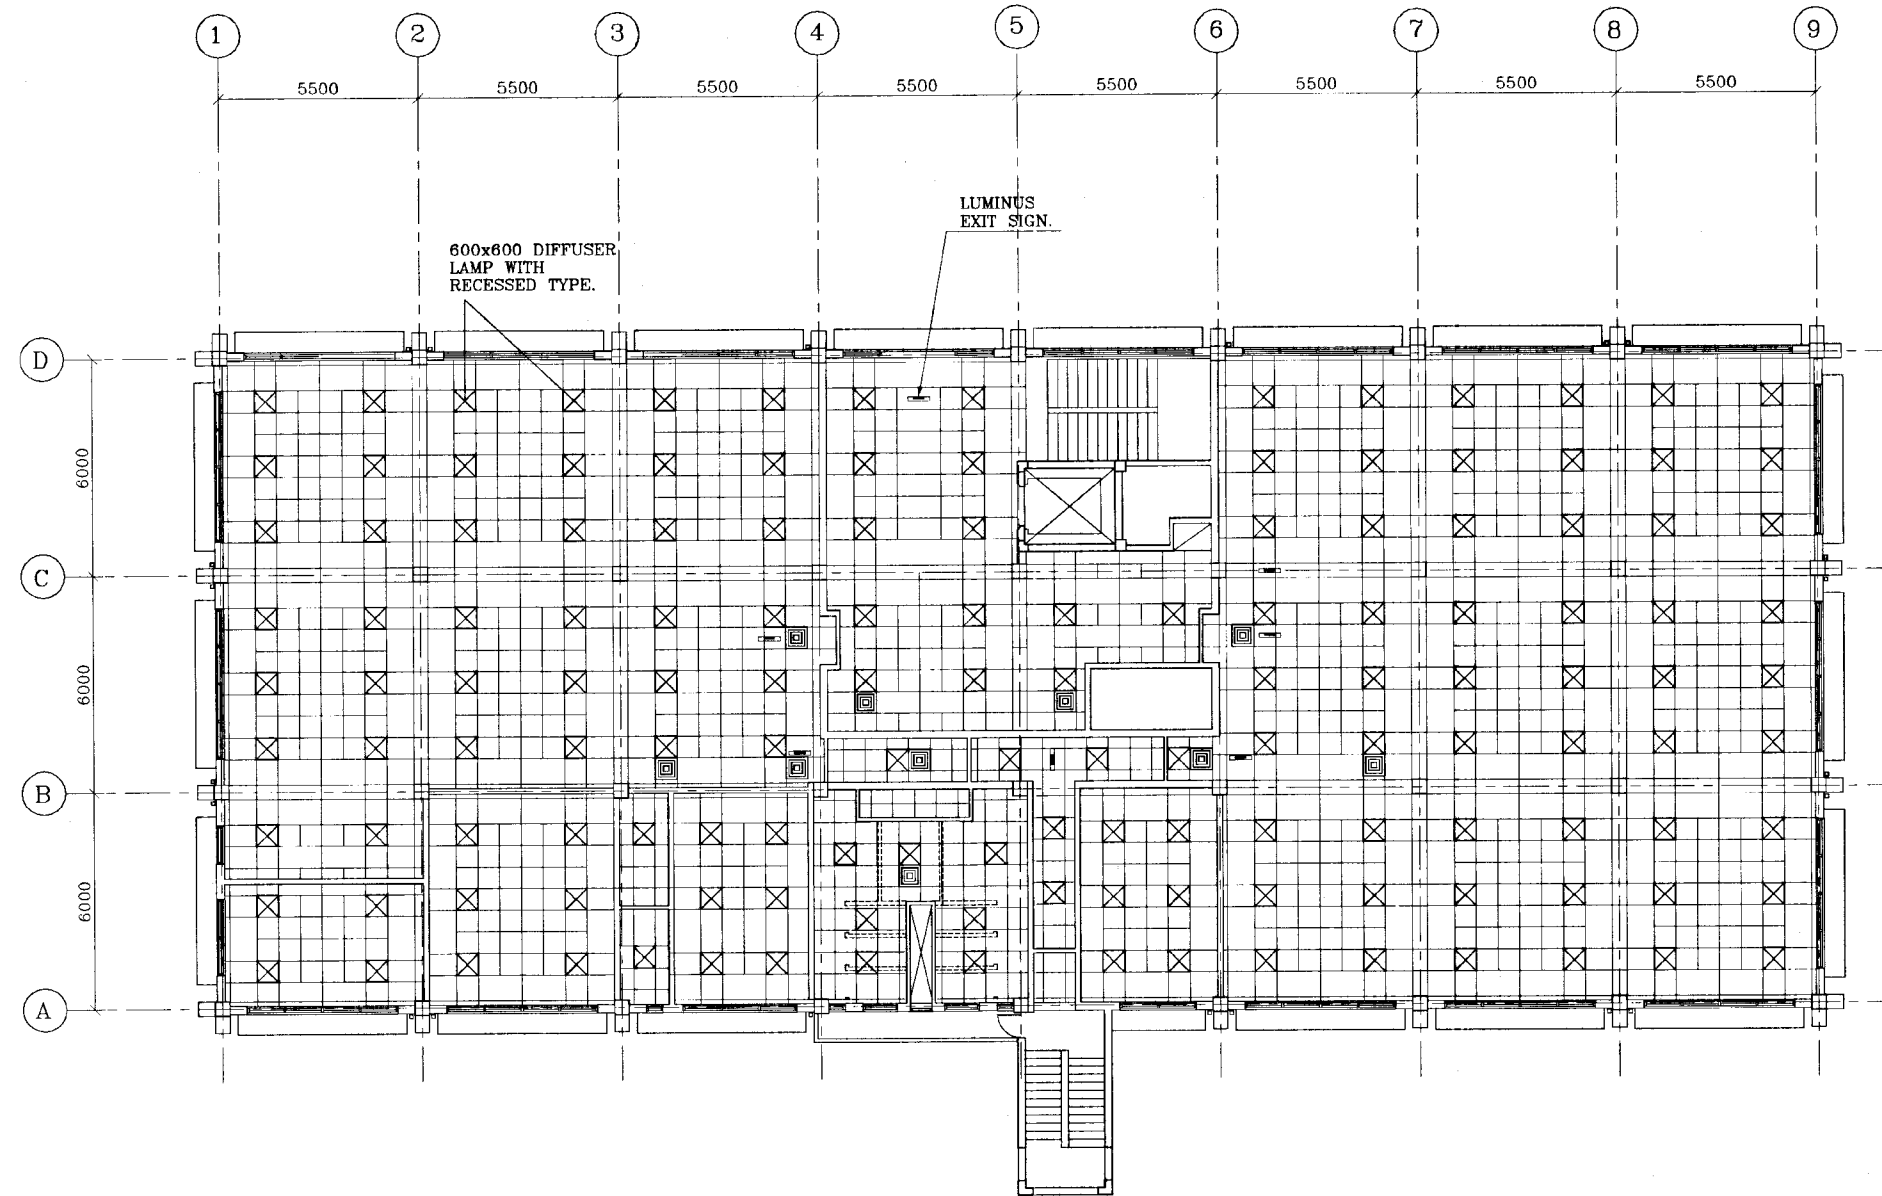 1 2 3 4 5 6 7 8 9
5500 5500 5500 5500 5500 5500 5500 5500
LUMINUS
EXIT SIGN.
600x600 DIFFUSER
LAMP WITH
RECESSED TYPE.
D
6000
C
6000
B
6000
A